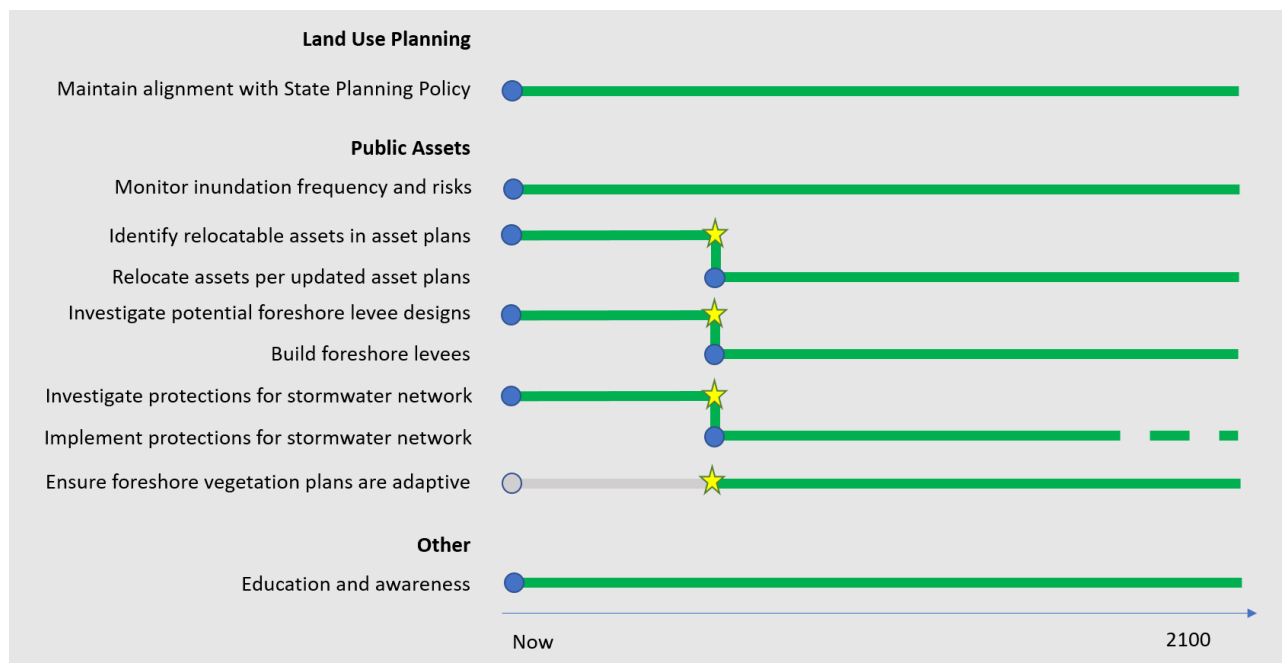 Land Use Planning
Maintain alignment with State Planning Policy
Public Assets
Monitor inundation frequency and risks
Identify relocatable assets in asset plans
Relocate assets per updated asset plans
Investigate potential foreshore levee designs
Build foreshore levees
Investigate protections for stormwater network
Implement protections for stormwater network
Ensure foreshore vegetation plans are adaptive
Other
Education and awareness
Now
2100